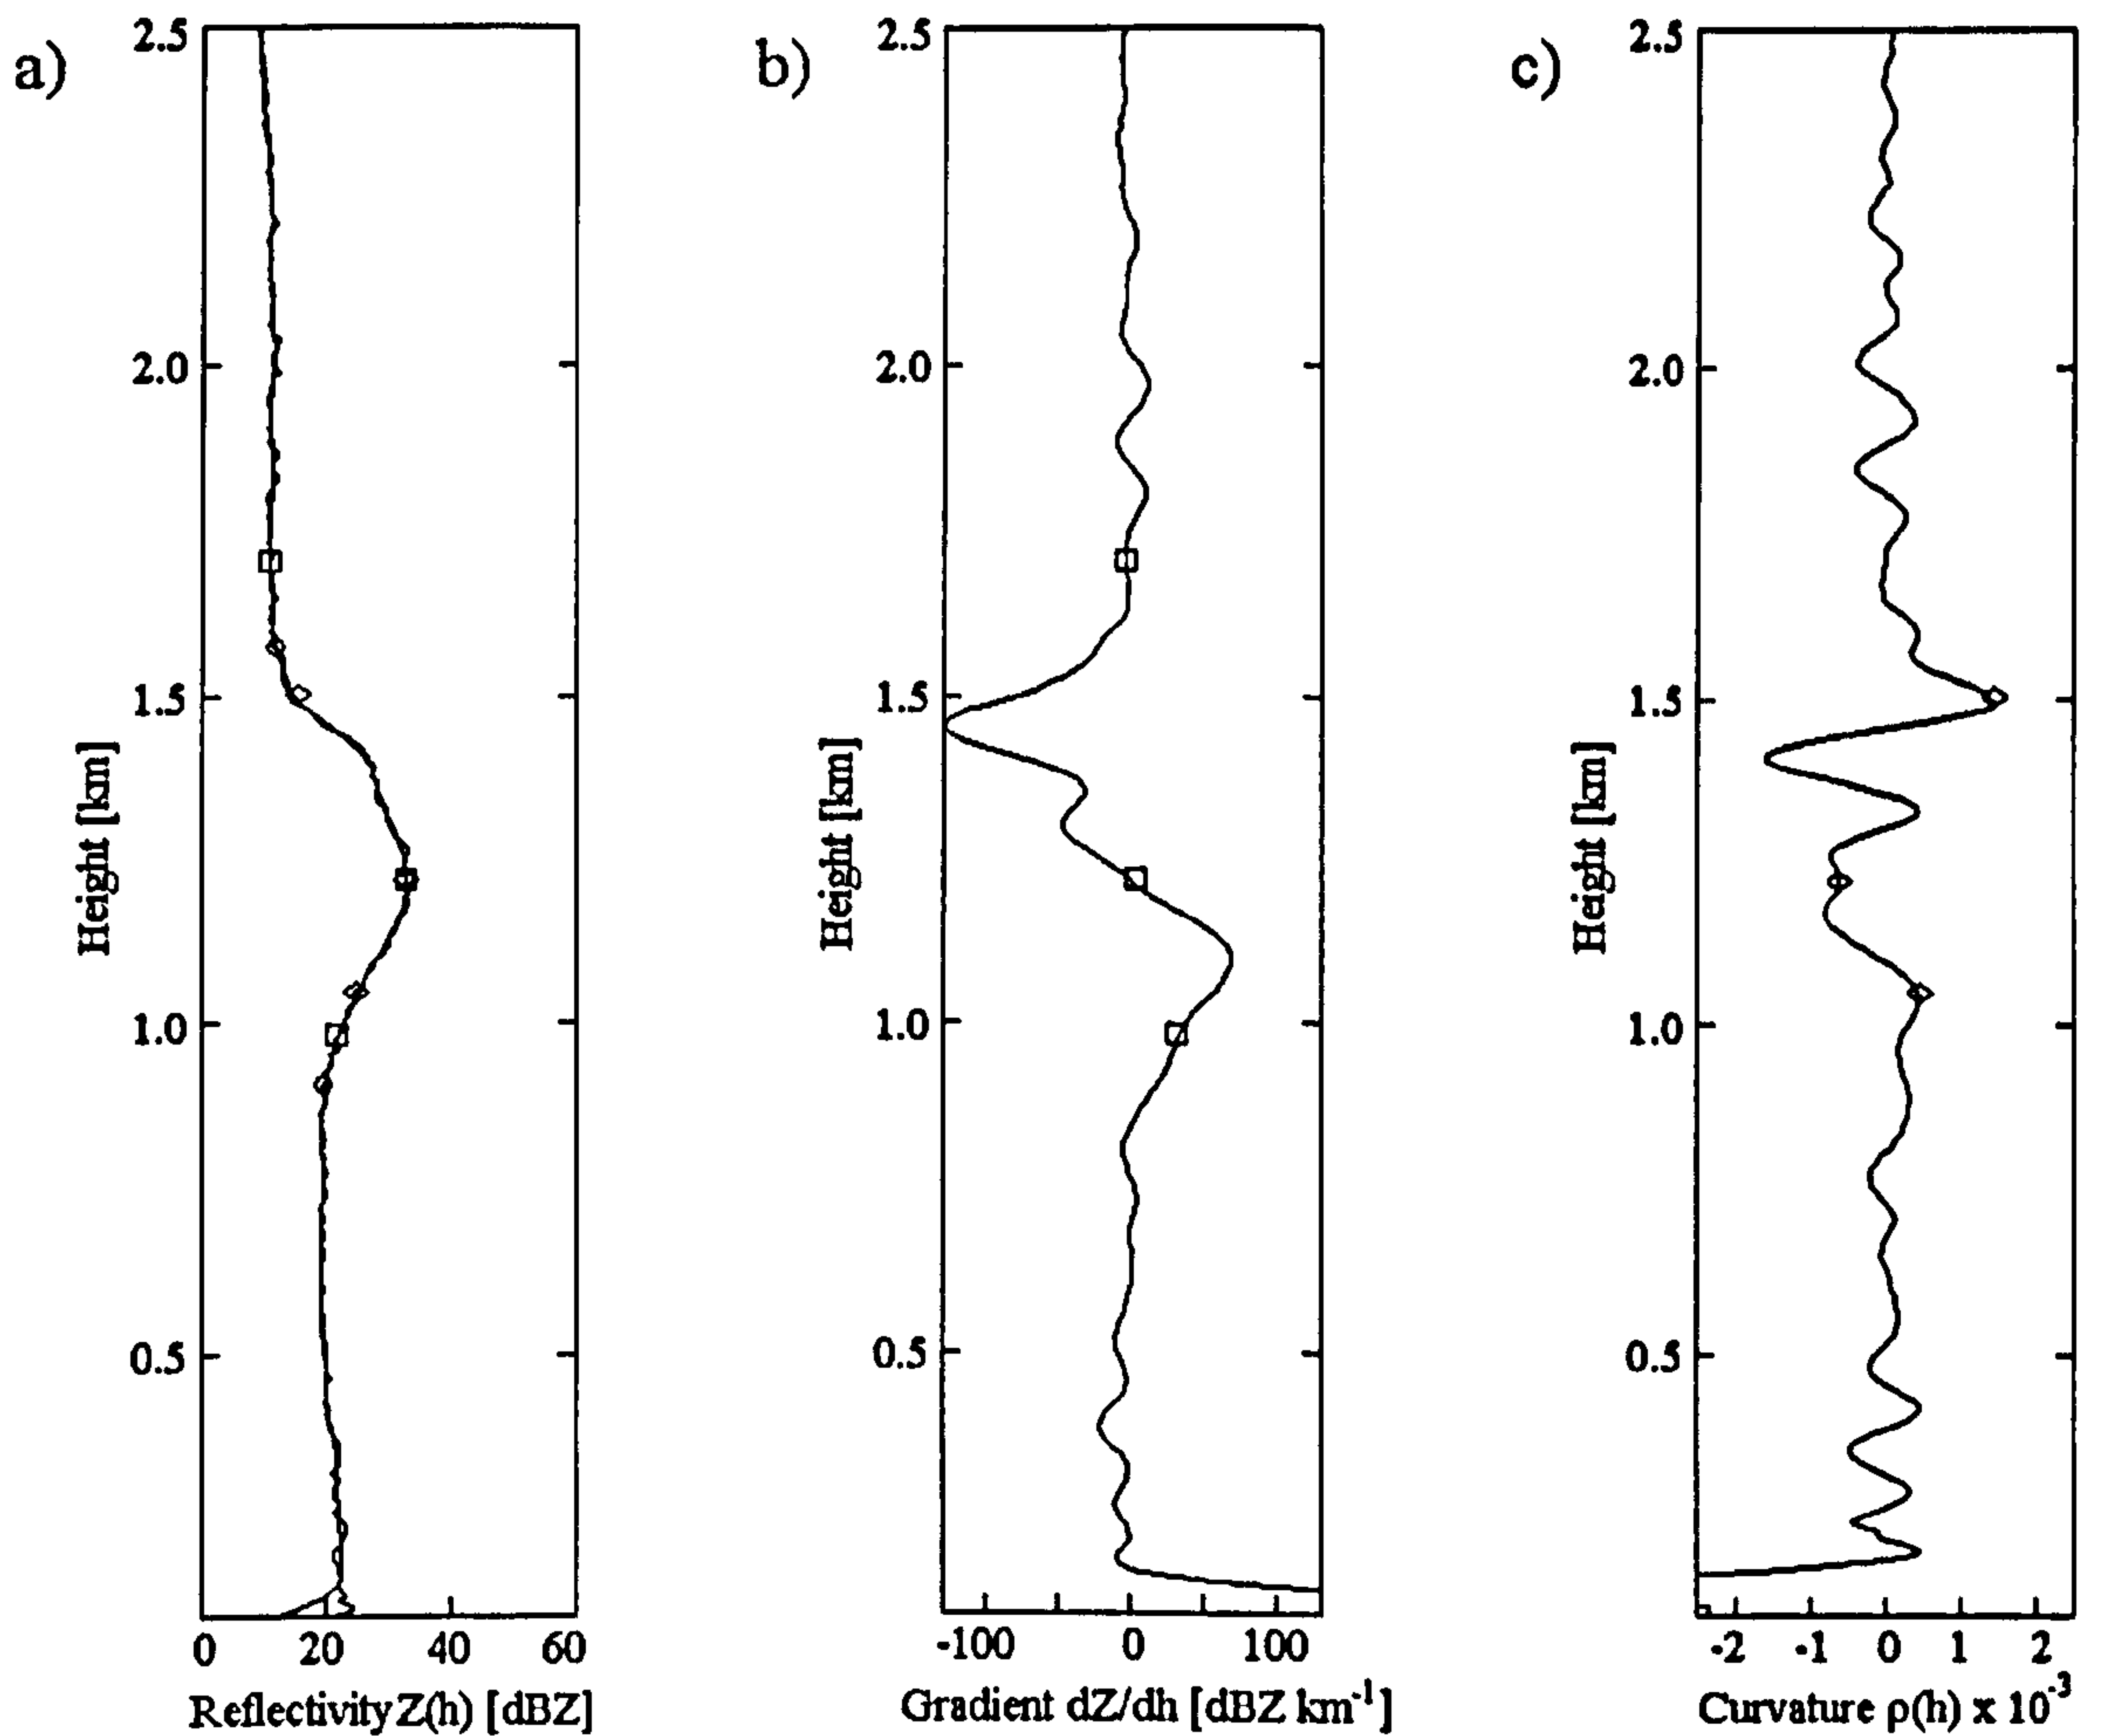 a)
2.5
2.0
1.5
1.0
0.5
Height [km]
0 20 40 60
Reflectivity Z(h) [dBZ]
b)
2.5
2.0
1.5
1.0
0.5
Height [km]
-100 0 100
Gradient dZ/dh [dBZ km⁻¹]
c)
2.5
2.0
1.5
1.0
0.5
Height [km]
-2 -1 0 1 2
Curvature ρ(h) x 10⁻³